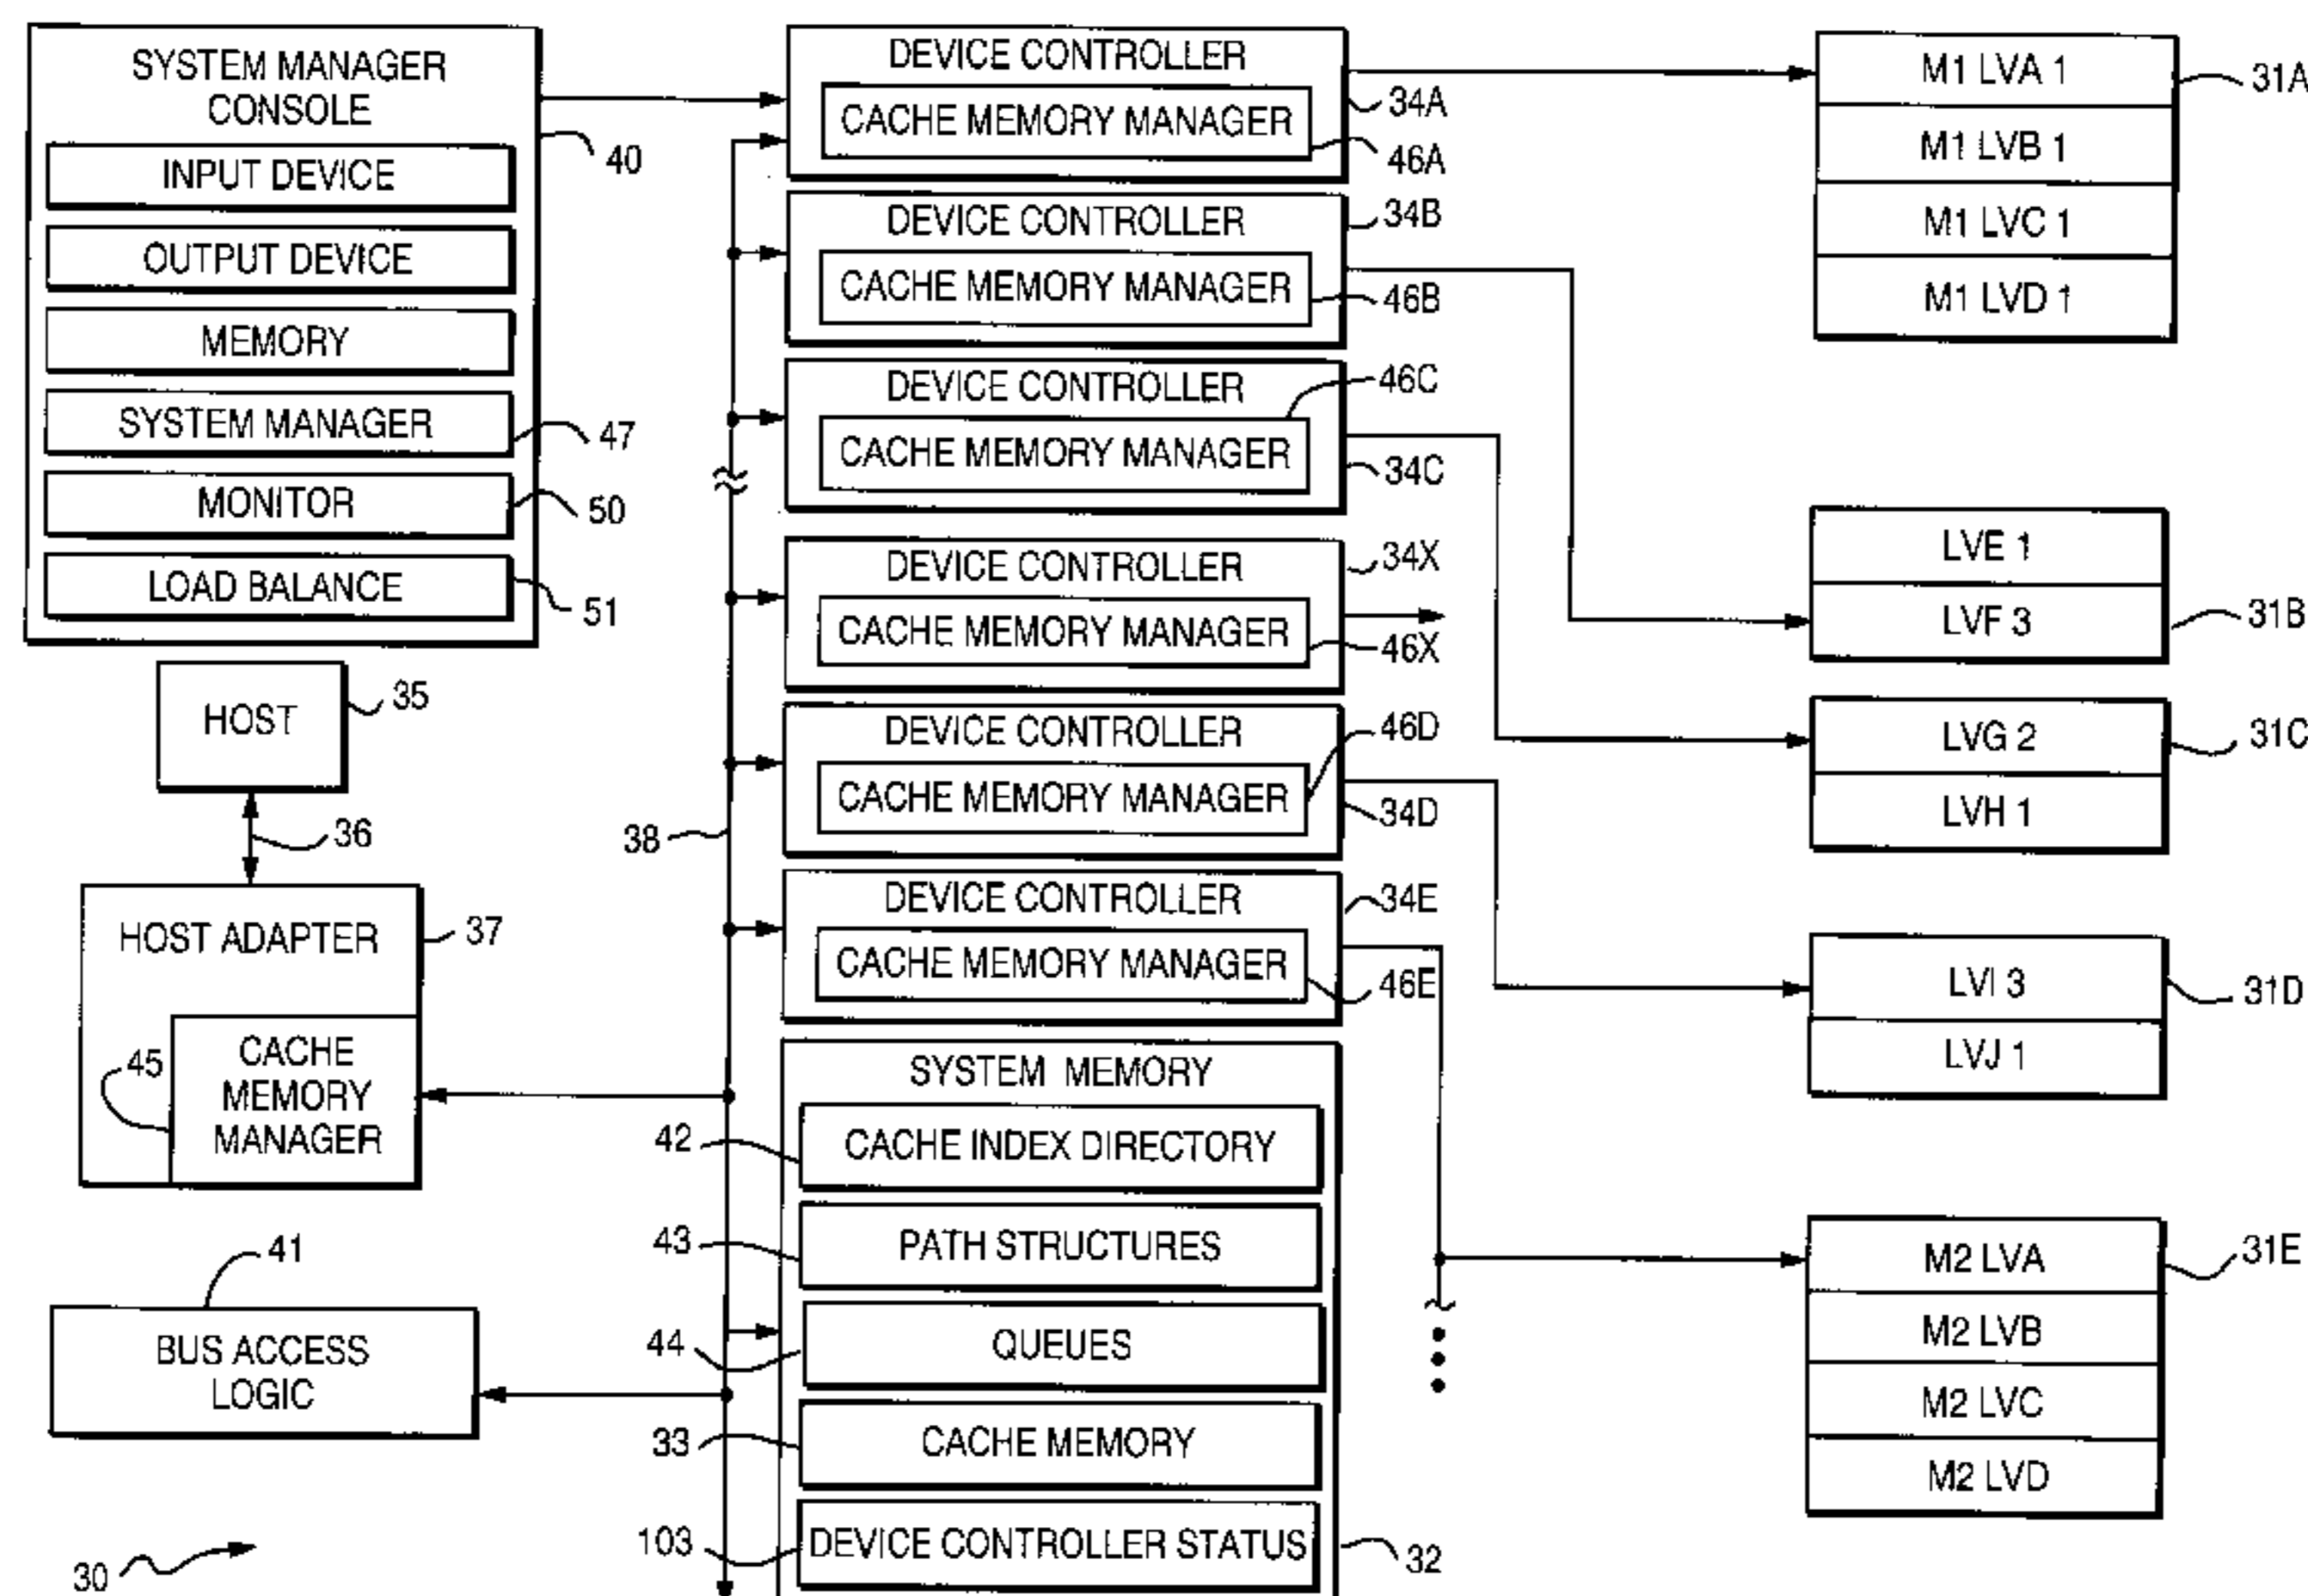 SYSTEM MANAGER
CONSOLE
40
INPUT DEVICE
OUTPUT DEVICE
MEMORY
SYSTEM MANAGER
47
MONITOR
50
LOAD BALANCE
51
HOST
35
36
HOST ADAPTER
37
45
CACHE
MEMORY
MANAGER
41
BUS ACCESS
LOGIC
30
38
DEVICE CONTROLLER
34A
CACHE MEMORY MANAGER
46A
DEVICE CONTROLLER
34B
CACHE MEMORY MANAGER
46B
DEVICE CONTROLLER
46C
CACHE MEMORY MANAGER
34C
DEVICE CONTROLLER
34X
CACHE MEMORY MANAGER
46X
DEVICE CONTROLLER
46D
CACHE MEMORY MANAGER
34D
DEVICE CONTROLLER
34E
CACHE MEMORY MANAGER
46E
SYSTEM MEMORY
42
CACHE INDEX DIRECTORY
43
PATH STRUCTURES
44
QUEUES
33
CACHE MEMORY
103
DEVICE CONTROLLER STATUS
32
M1 LVA 1
31A
M1 LVB 1
M1 LVC 1
M1 LVD 1
LVE 1
LVF 3
31B
LVG 2
31C
LVH 1
LVI 3
31D
LVJ 1
M2 LVA
31E
M2 LVB
M2 LVC
M2 LVD